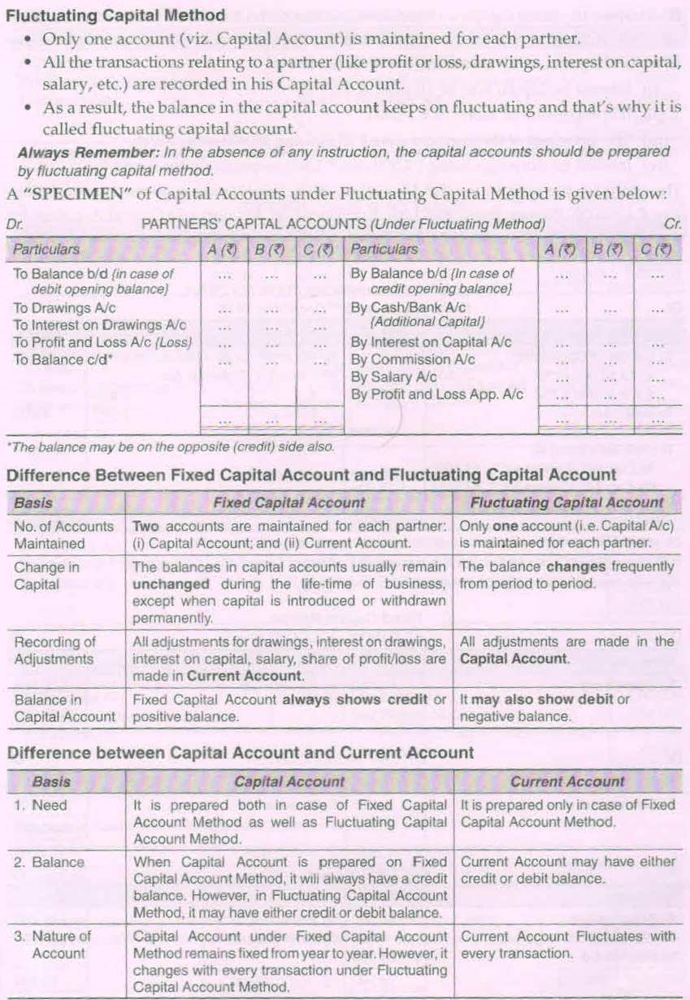 Fluctuating Capital Method
• Only one account (viz. Capital Account) is maintained for each partner.
• All the transactions relating to a partner (like profit or loss, drawings, interest on capital,
salary, etc.) are recorded in his Capital Account.
• As a result, the balance in the capital account keeps on fluctuating and that's why it is
called fluctuating capital account.
Always Remember: In the absence of any instruction, the capital accounts should be prepared
by fluctuating capital method.
A "SPECIMEN" of Capital Accounts under Fluctuating Capital Method is given below:
Dr. PARTNERS' CAPITAL ACCOUNTS (Under Fluctuating Method) Cr.
Particulars A (₹) B (₹) C (₹) Particulars A (₹) B (₹) C (₹)
To Balance b/d {in case of ... ... ... By Balance b/d {In case of ... ... ...
debit opening balance} credit opening balance}
To Drawings A/c ... ... ... By Cash/Bank A/c ... ... ...
To Interest on Drawings A/c ... ... ... {Additional Capital}
To Profit and Loss A/c {Loss} ... ... ... By Interest on Capital A/c ... ... ...
To Balance c/d* ... ... ... By Commission A/c ... ... ...
By Salary A/c ... ... ...
By Profit and Loss App. A/c ... ... ...
... ... ... ... ... ...
*The balance may be on the opposite (credit) side also.
Difference Between Fixed Capital Account and Fluctuating Capital Account
Basis Fixed Capital Account Fluctuating Capital Account
No. of Accounts Two accounts are maintained for each partner: Only one account (i.e. Capital A/c)
Maintained (i) Capital Account; and (ii) Current Account. is maintained for each partner.
Change in The balances in capital accounts usually remain The balance changes frequently
Capital unchanged during the life-time of business, from period to period.
except when capital is introduced or withdrawn
permanently.
Recording of All adjustments for drawings, interest on drawings, All adjustments are made in the
Adjustments interest on capital, salary, share of profit/loss are Capital Account.
made in Current Account.
Balance in Fixed Capital Account always shows credit or It may also show debit or
Capital Account positive balance. negative balance.
Difference between Capital Account and Current Account
Basis Capital Account Current Account
1. Need It is prepared both in case of Fixed Capital It is prepared only in case of Fixed
Account Method as well as Fluctuating Capital Capital Account Method.
Account Method.
2. Balance When Capital Account is prepared on Fixed Current Account may have either
Capital Account Method, it will always have a credit credit or debit balance.
balance. However, in Fluctuating Capital Account
Method, it may have either credit or debit balance.
3. Nature of Capital Account under Fixed Capital Account Current Account Fluctuates with
Account Method remains fixed from year to year. However, it every transaction.
changes with every transaction under Fluctuating
Capital Account Method.